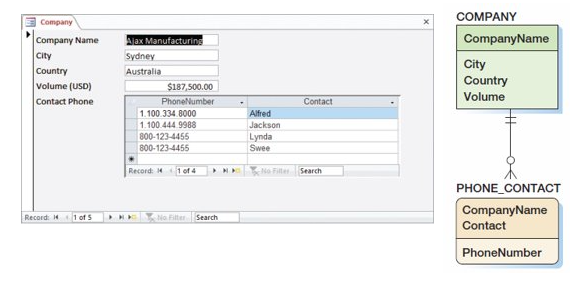 Company
Company Name Ajax Manufacturing
City Sydney
Country Australia
Volume (USD) $187,500.00
Contact Phone PhoneNumber Contact
1.100.334.8000 Alfred
1.100.444.9988 Jackson
800-123-4455 Lynda
800-123-4455 Swee
Record: 1 of 4 No Filter Search
Record: 1 of 5 No Filter Search
COMPANY
CompanyName
City
Country
Volume
PHONE_CONTACT
CompanyName
Contact
PhoneNumber